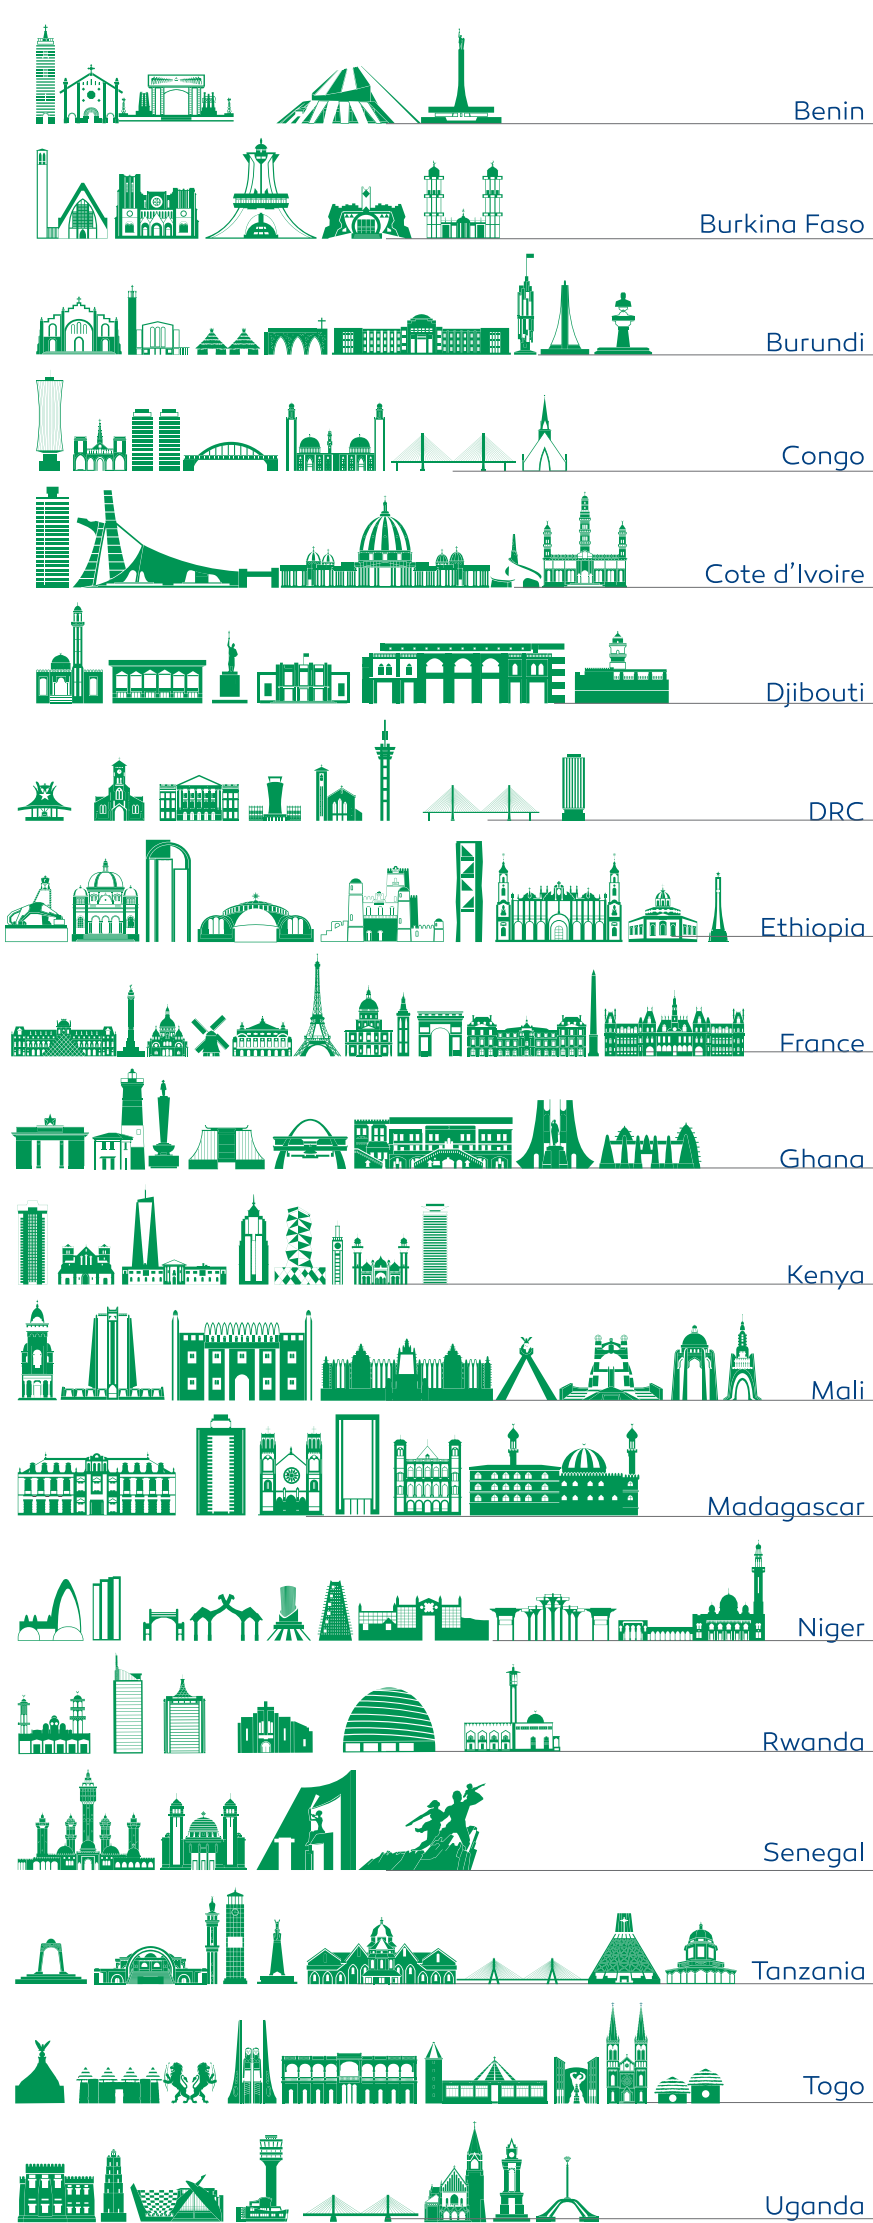 Benin
Burkina Faso
Burundi
Congo
Cote d’Ivoire
Djibouti
DRC
Ethiopia
France
Ghana
Kenya
Mali
Madagascar
Niger
Rwanda
Senegal
Tanzania
Togo
Uganda